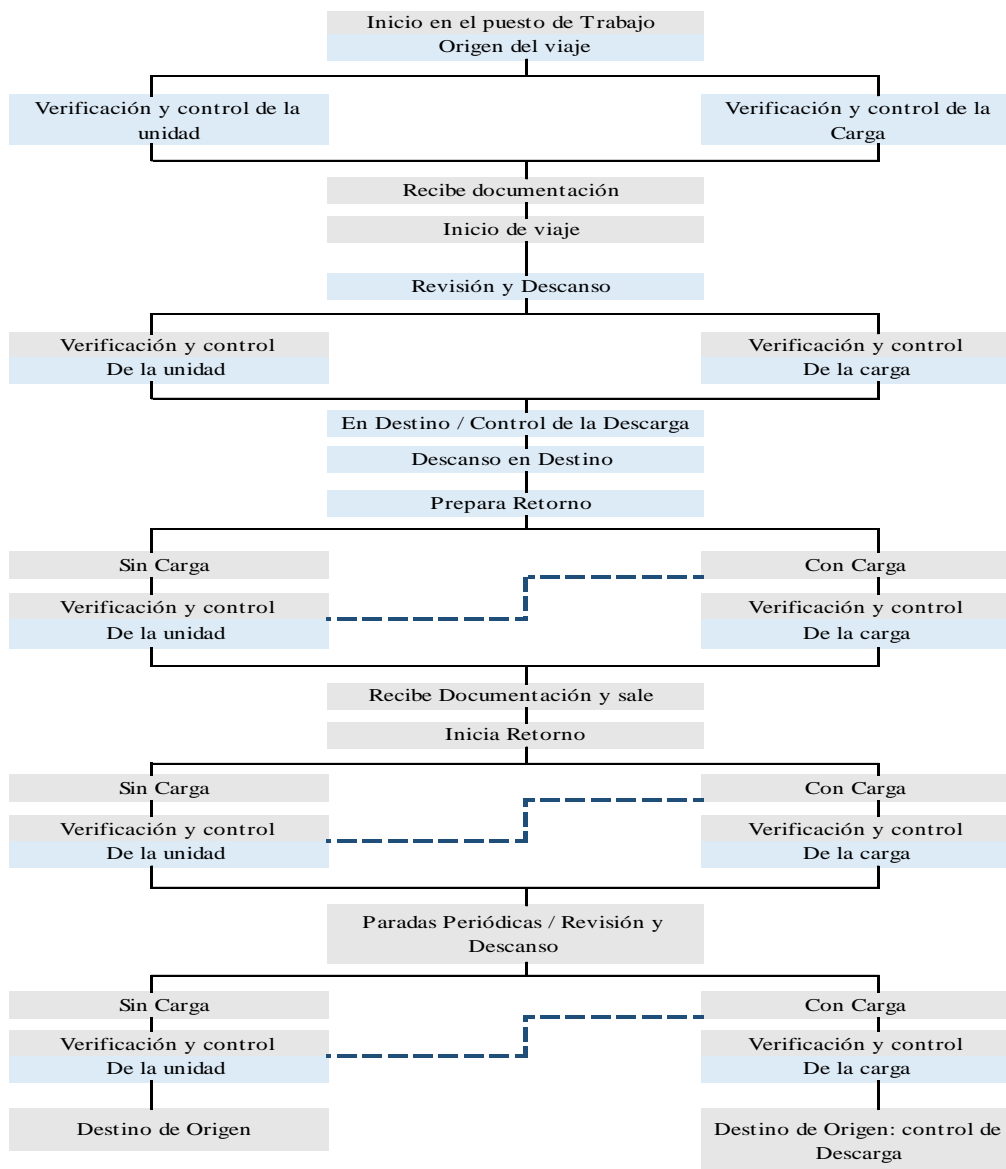 Inicio en el puesto de Trabajo
Origen del viaje
Verificación y control de la
unidad
Verificación y control de la
Carga
Recibe documentación
Inicio de viaje
Revisión y Descanso
Verificación y control
De la unidad
Verificación y control
De la carga
En Destino / Control de la Descarga
Descanso en Destino
Prepara Retorno
Sin Carga
Con Carga
Verificación y control
De la unidad
Verificación y control
De la carga
Recibe Documentación y sale
Inicia Retorno
Sin Carga
Con Carga
Verificación y control
De la unidad
Verificación y control
De la carga
Paradas Periódicas / Revisión y
Descanso
Sin Carga
Con Carga
Verificación y control
De la unidad
Verificación y control
De la carga
Destino de Origen
Destino de Origen: control de
Descarga